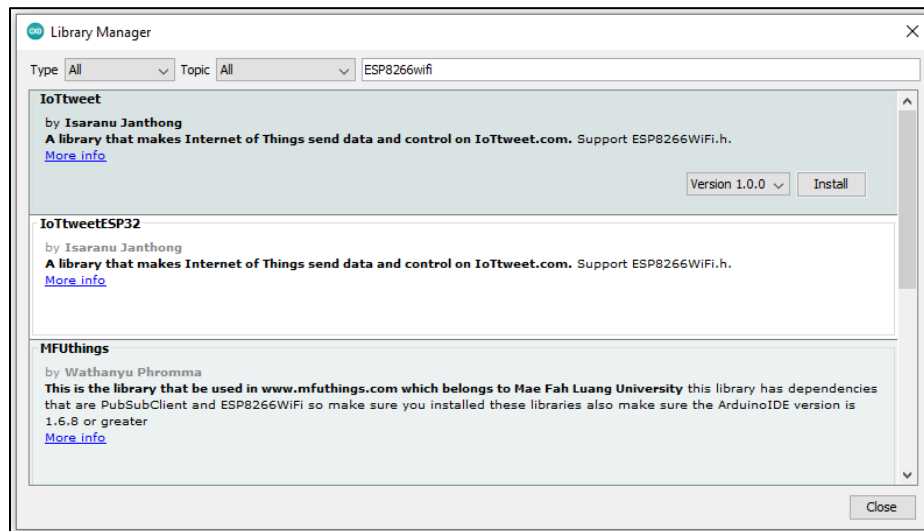 Library Manager
Type All Topic All ESP8266wifi
IoTtweet
by Isaranu Janthong
A library that makes Internet of Things send data and control on IoTtweet.com. Support ESP8266WiFi.h.
More info
Version 1.0.0 Install
IoTtweetESP32
by Isaranu Janthong
A library that makes Internet of Things send data and control on IoTtweet.com. Support ESP8266WiFi.h.
More info
MFUthings
by Wathanyu Phromma
This is the library that be used in www.mfuthings.com which belongs to Mae Fah Luang University this library has dependencies
that are PubSubClient and ESP8266WiFi so make sure you installed these libraries also make sure the ArduinoIDE version is
1.6.8 or greater
More info
Close